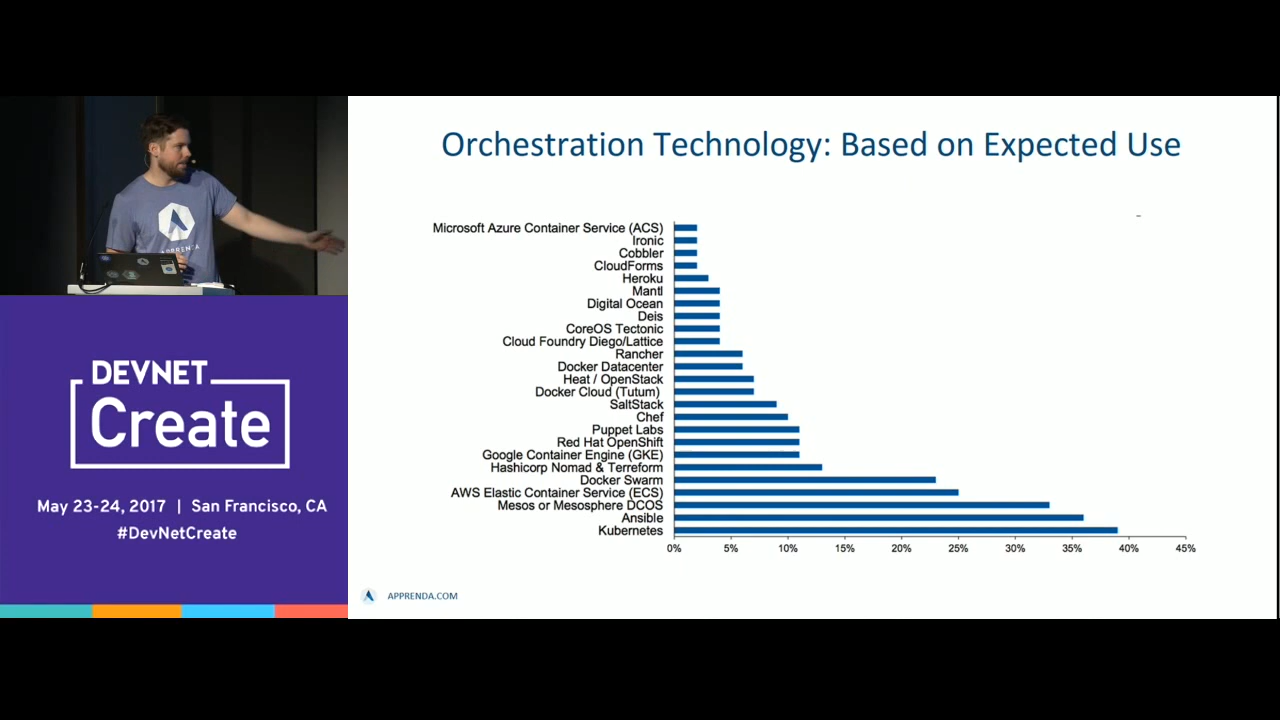 Orchestration Technology: Based on Expected Use
Microsoft Azure Container Service (ACS)
Ironic
Cobbler
CloudForms
Heroku
Mantl
Digital Ocean
Deis
CoreOS Tectonic
Cloud Foundry Diego/Lattice
Rancher
Docker Datacenter
Heat / OpenStack
Docker Cloud (Tutum)
SaltStack
Chef
Puppet Labs
Red Hat OpenShift
Google Container Engine (GKE)
Hashicorp Nomad & Terreform
Docker Swarm
AWS Elastic Container Service (ECS)
Mesos or Mesosphere DCOS
Ansible
Kubernetes
0% 5% 10% 15% 20% 25% 30% 35% 40% 45%
APPRENDA.COM
APPRENDA
DEVNET
Create
May 23-24, 2017 | San Francisco, CA
#DevNetCreate